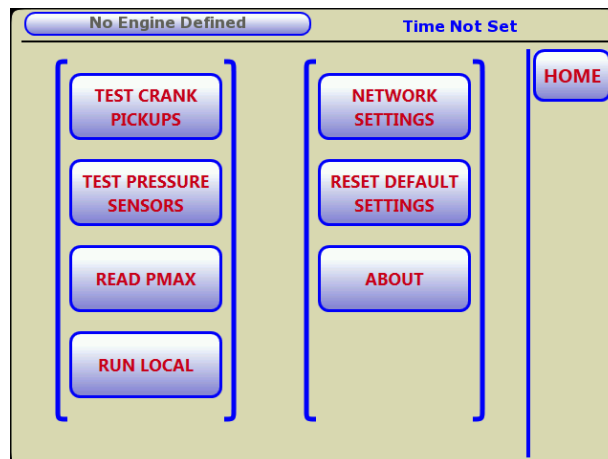 No Engine Defined
Time Not Set
HOME
TEST CRANK
PICKUPS
TEST PRESSURE
SENSORS
READ PMAX
RUN LOCAL
NETWORK
SETTINGS
RESET DEFAULT
SETTINGS
ABOUT